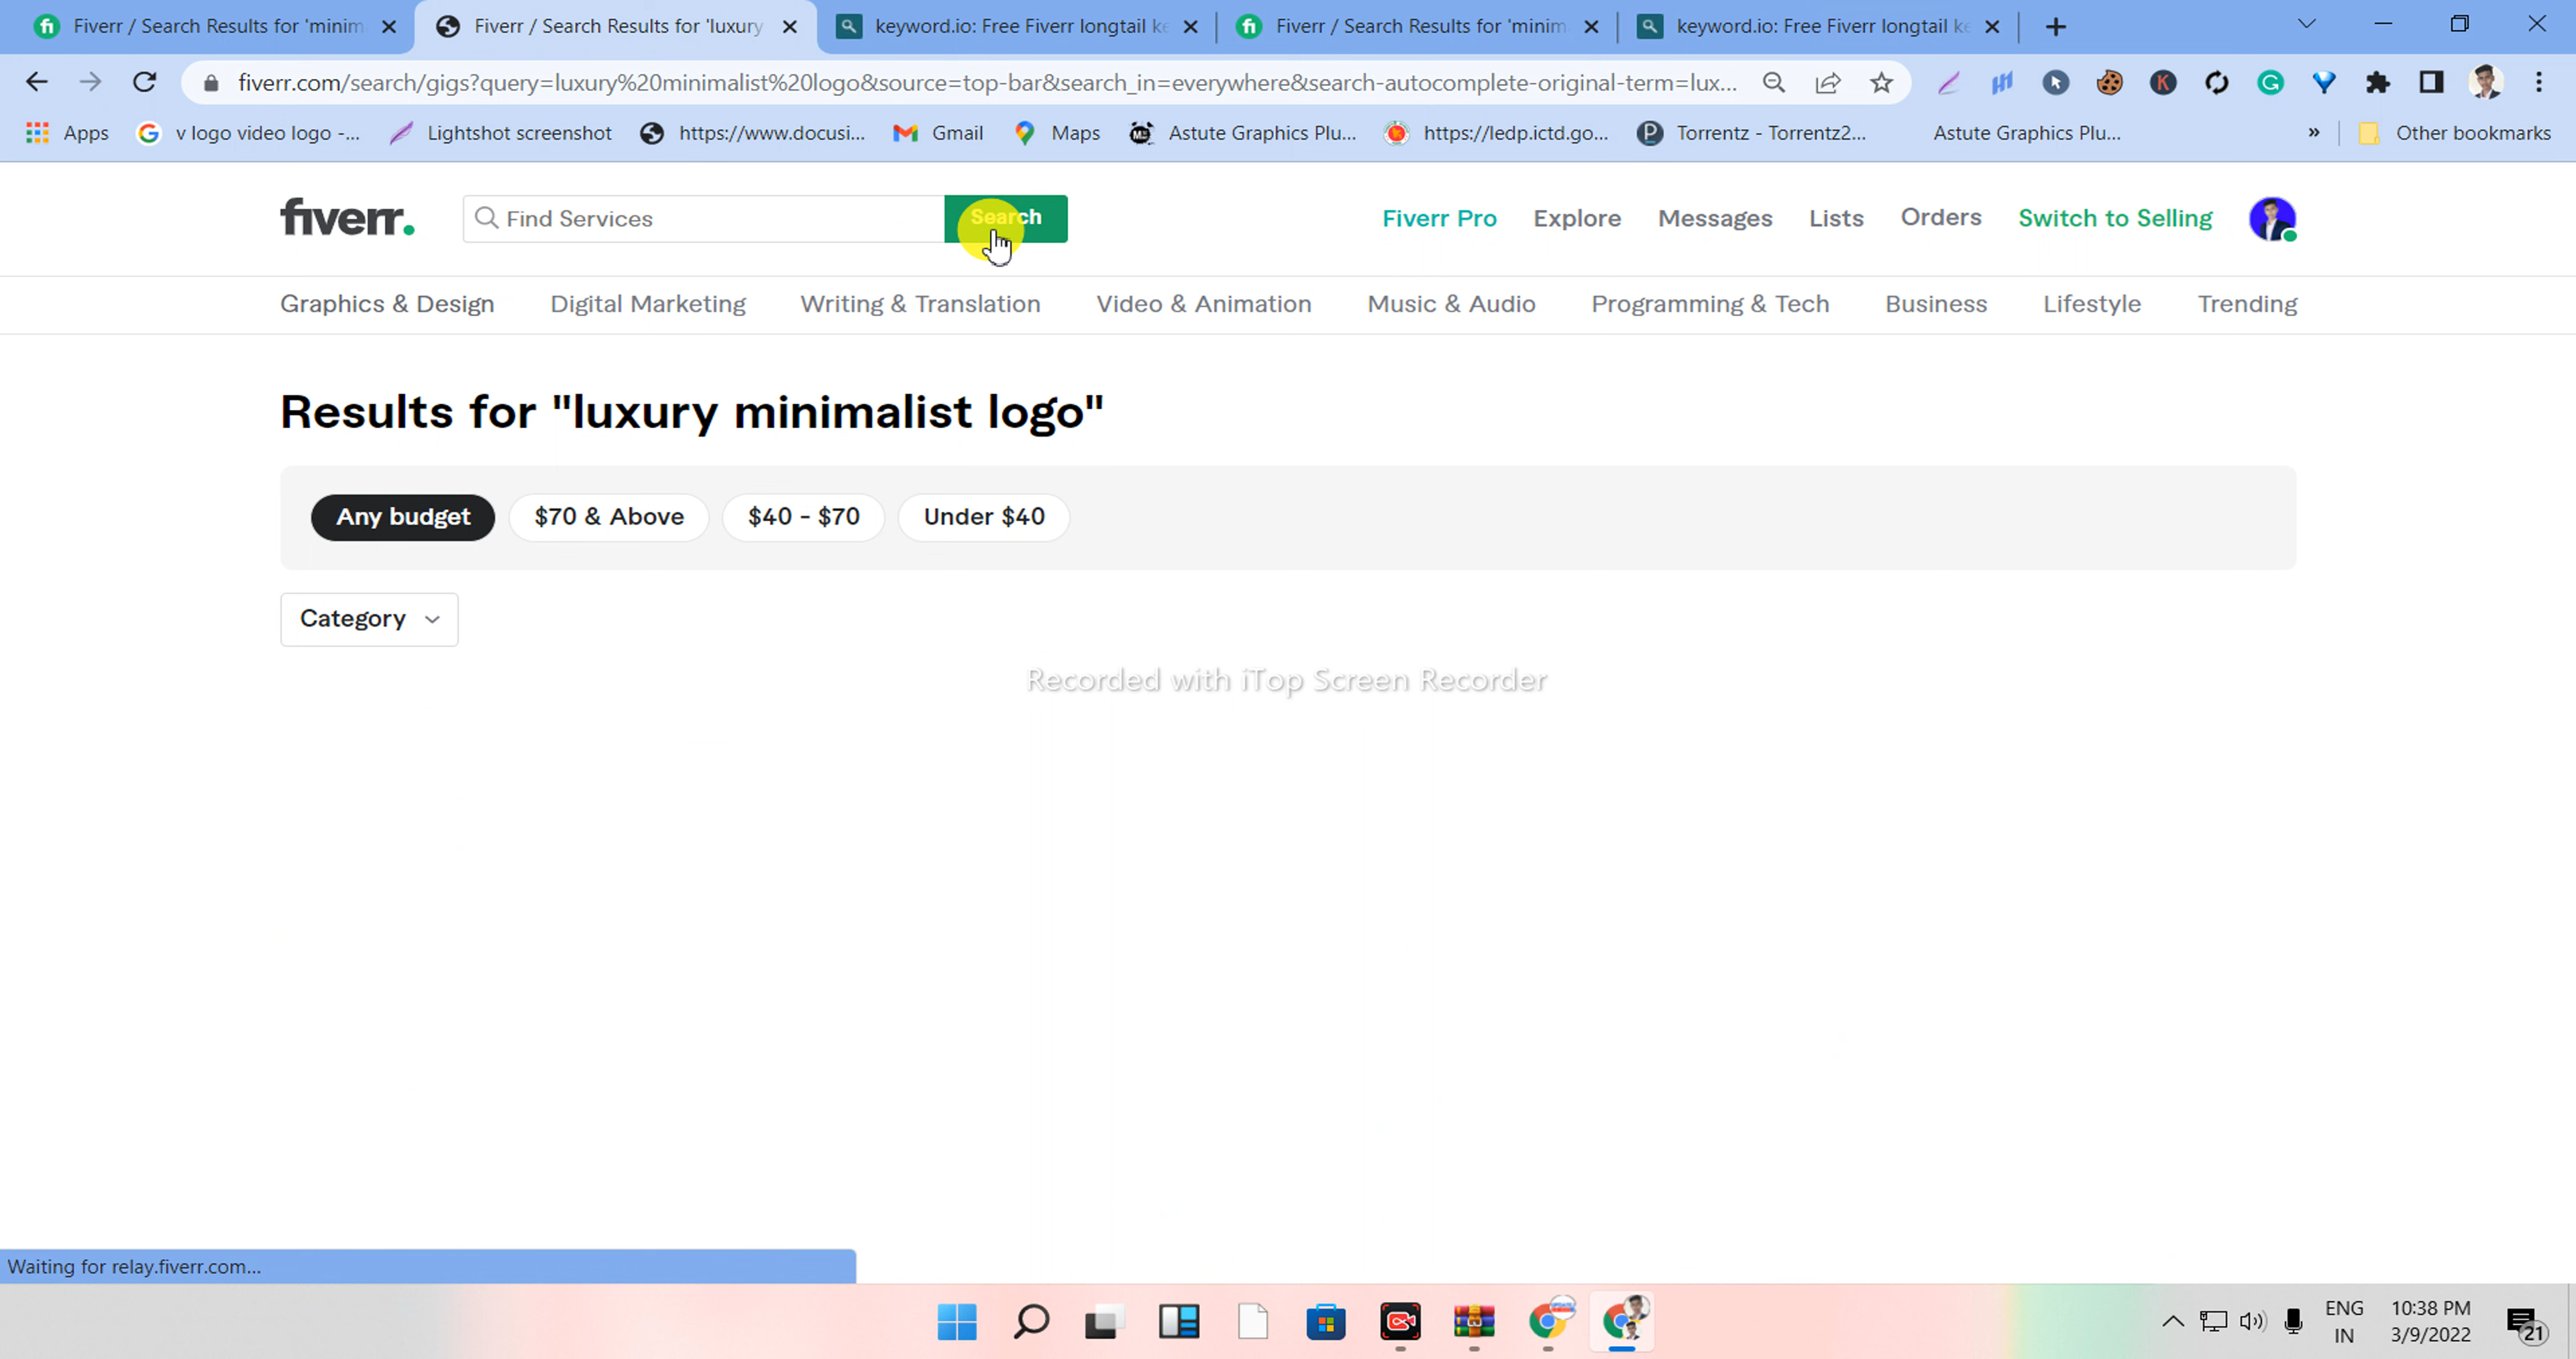 Fiverr / Search Results for 'minim
Fiverr / Search Results for 'luxury
keyword.io: Free Fiverr longtail ke
Fiverr / Search Results for 'minim
keyword.io: Free Fiverr longtail ke
fiverr.com/search/gigs?query=luxury%20minimalist%20logo&source=top-bar&search_in=everywhere&search-autocomplete-original-term=lux...
Apps
v logo video logo -...
Lightshot screenshot
https://www.docusi...
Gmail
Maps
Astute Graphics Plu...
https://ledp.ictd.go...
Torrentz - Torrentz2...
Astute Graphics Plu...
»
Other bookmarks
fiverr.
Find Services
Search
Fiverr Pro
Explore
Messages
Lists
Orders
Switch to Selling
Graphics & Design
Digital Marketing
Writing & Translation
Video & Animation
Music & Audio
Programming & Tech
Business
Lifestyle
Trending
Results for "luxury minimalist logo"
Any budget
$70 & Above
$40 - $70
Under $40
Category
Recorded with iTop Screen Recorder
Waiting for relay.fiverr.com...
ENG
IN
10:38 PM
3/9/2022
21